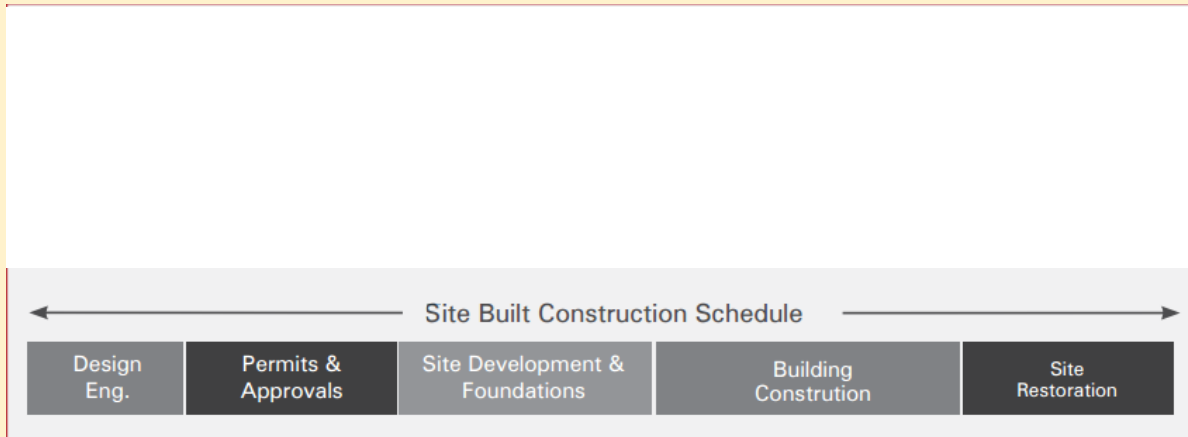 Site Built Construction Schedule
Design
Eng.
Permits &
Approvals
Site Development &
Foundations
Building
Constrution
Site
Restoration